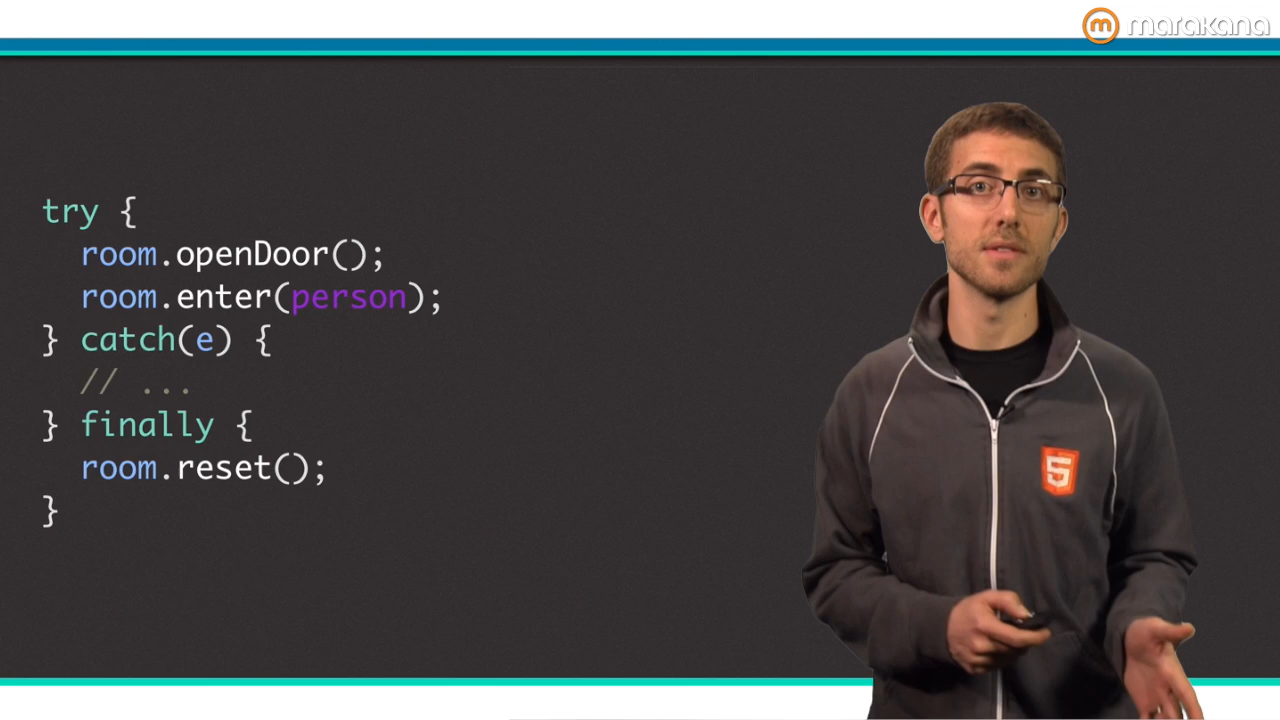 marakana
try {
  room.openDoor();
  room.enter(person);
} catch(e) {
  // ...
} finally {
  room.reset();
}
5